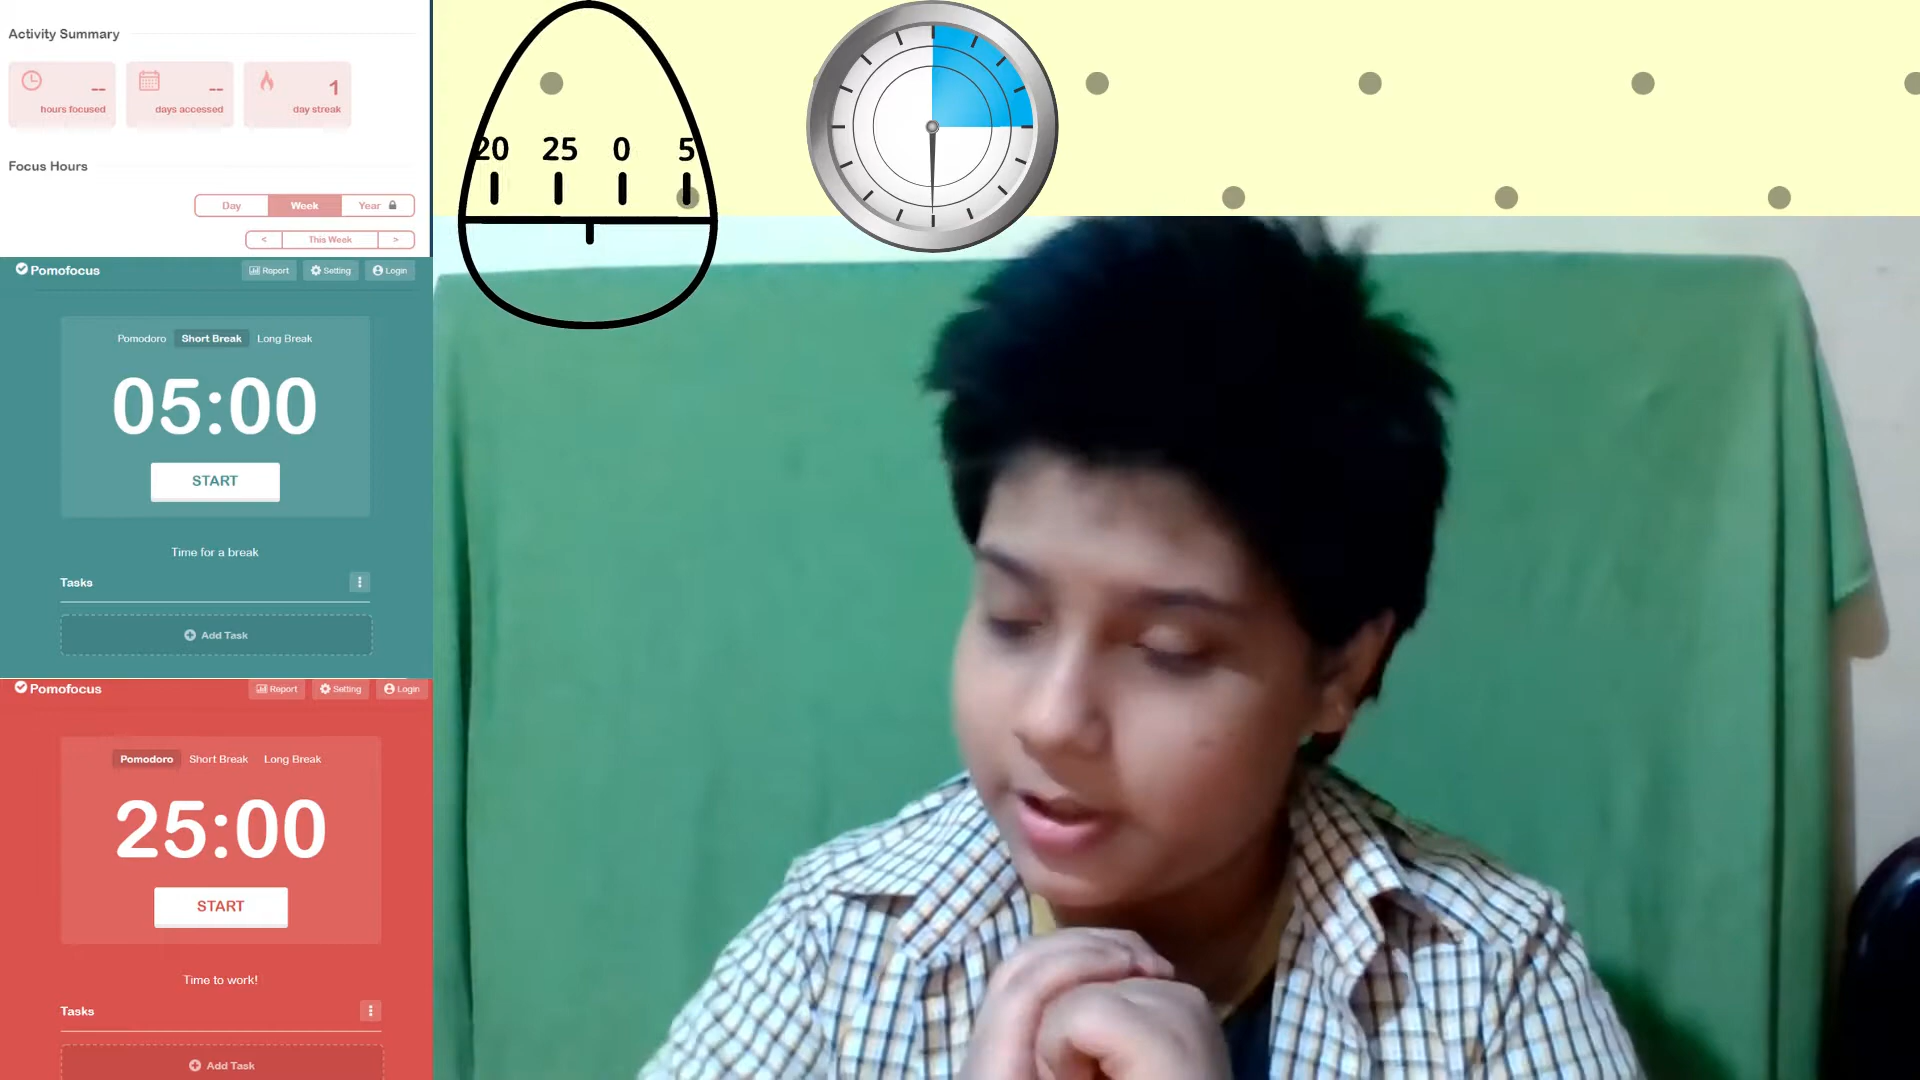 Activity Summary
-- -- 1
hours focused days accessed day streak
Focus Hours
Day Week Year
< This Week >
Pomofocus Report Setting Login
Pomodoro Short Break Long Break
05:00
START
Time for a break
Tasks
Add Task
Pomofocus Report Setting Login
Pomodoro Short Break Long Break
25:00
START
Time to work!
Tasks
Add Task
20 25 0 5